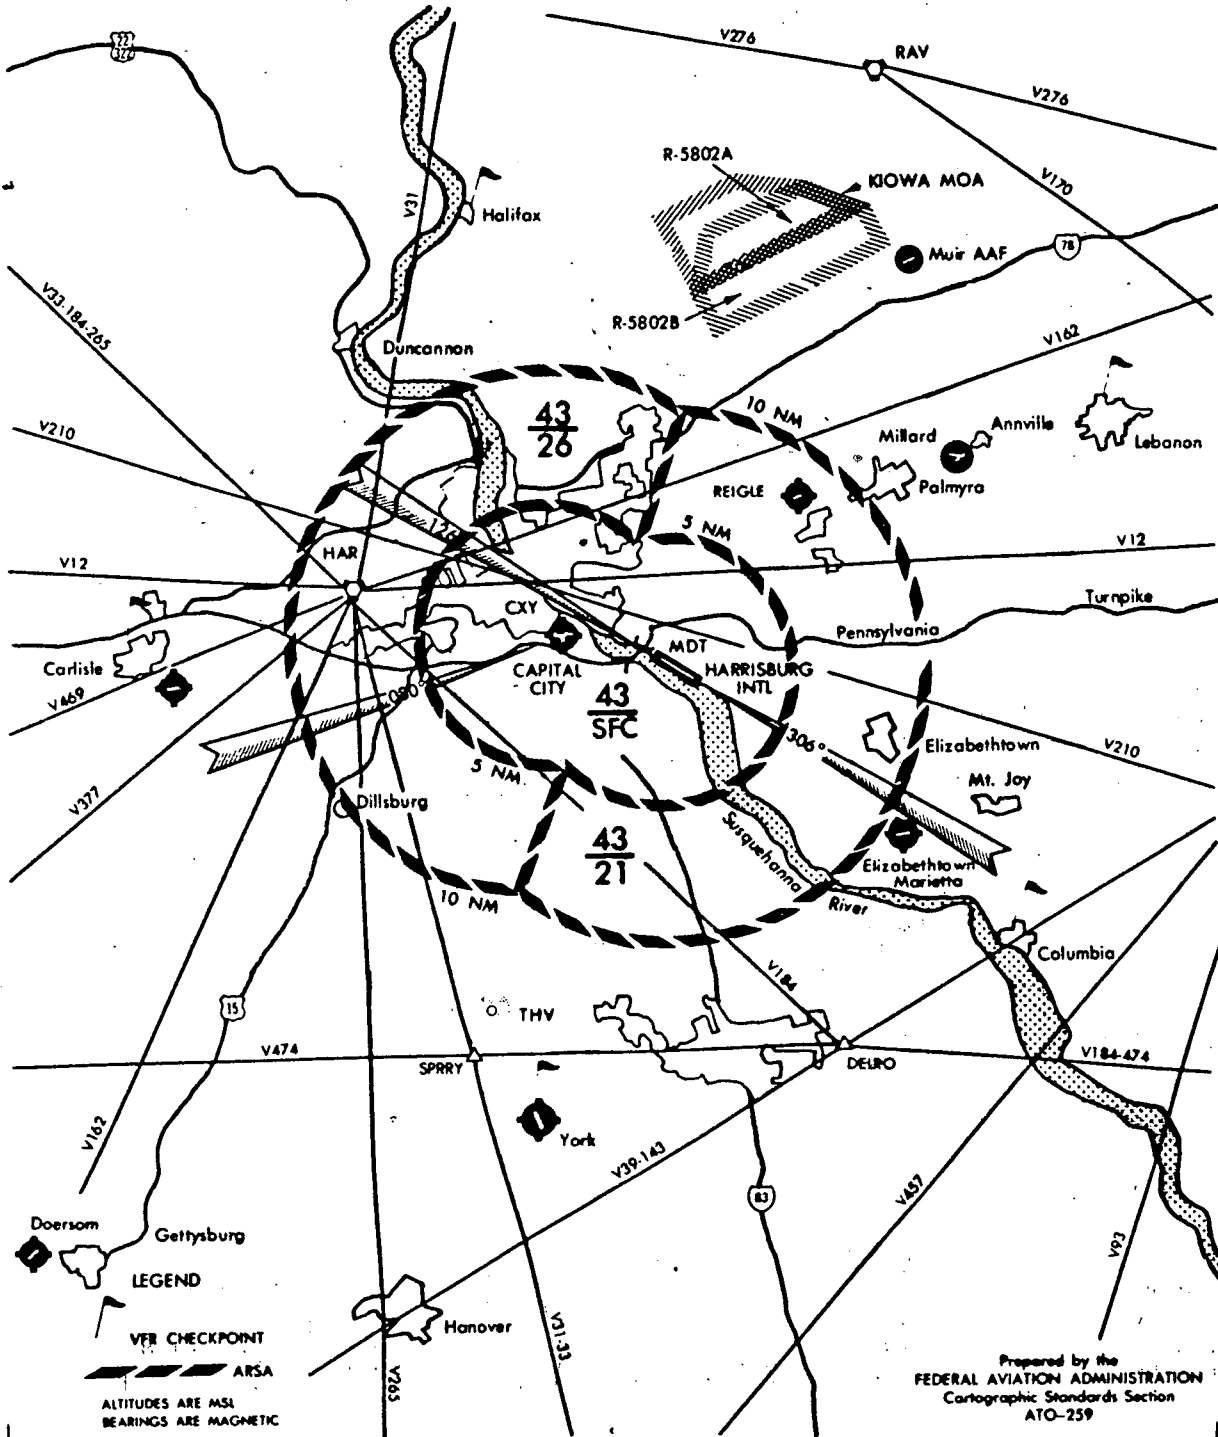 22
322
V276
RAV
V276
R-5802A
KIOWA MOA
V170
V31
Halifax
Muir AAF
78
V33-184-265
R-5802B
V162
Duncannon
10 NM
43
26
Annville
Millard
Lebanon
V210
REIGLE
Palmyra
126°
5 NM
HAR
V12
V12
CXY
Turnpike
Pennsylvania
MDT
Carlisle
CAPITAL
CITY
HARRISBURG
INTL
080°
V469
43
SFC
306°
Elizabethtown
V210
5 NM
Mt. Joy
V377
Dillsburg
Susquehanna
43
21
Elizabethtown
Marietta
10 NM
River
Columbia
V184
15
THV
V474
SPRRY
DELRO
V184-474
V162
York
V39-143
83
V457
V93
Doersom
Gettysburg
LEGEND
VFR CHECKPOINT
Hanover
V31-33
ARSA
V265
ALTITUDES ARE MSL
BEARINGS ARE MAGNETIC
Prepared by the
FEDERAL AVIATION ADMINISTRATION
Cartographic Standards Section
ATO-259